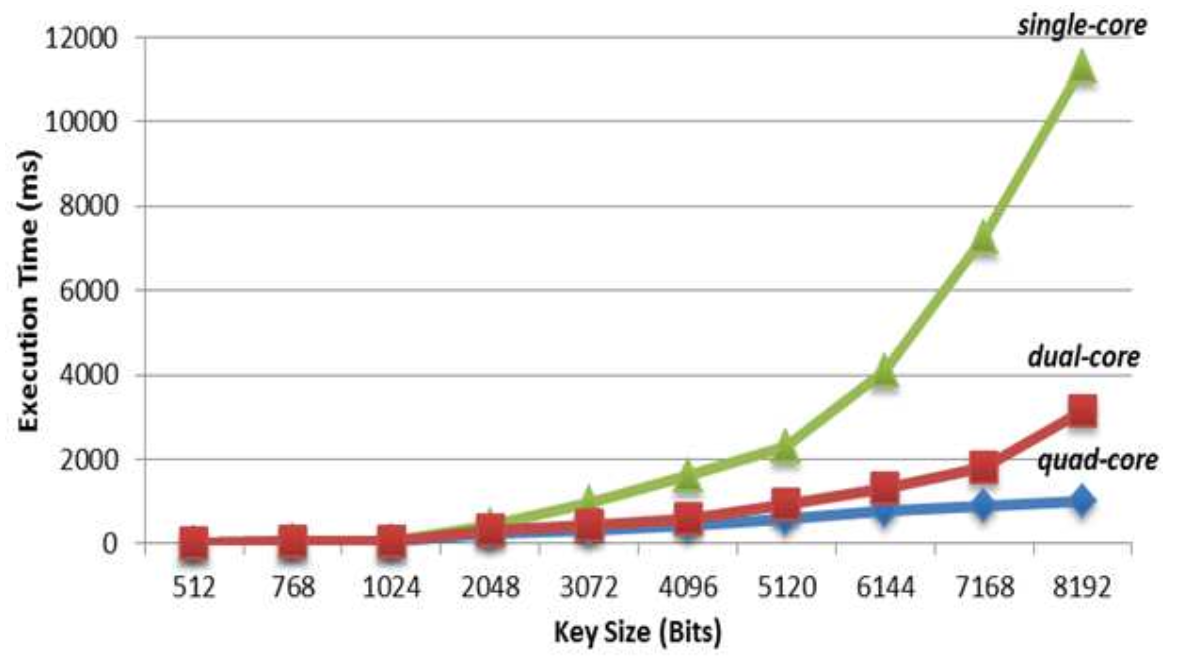 single-core
12000
10000
8000
6000
4000
2000
0
Execution Time (ms)
dual-core
quad-core
512 768 1024 2048 3072 4096 5120 6144 7168 8192
Key Size (Bits)